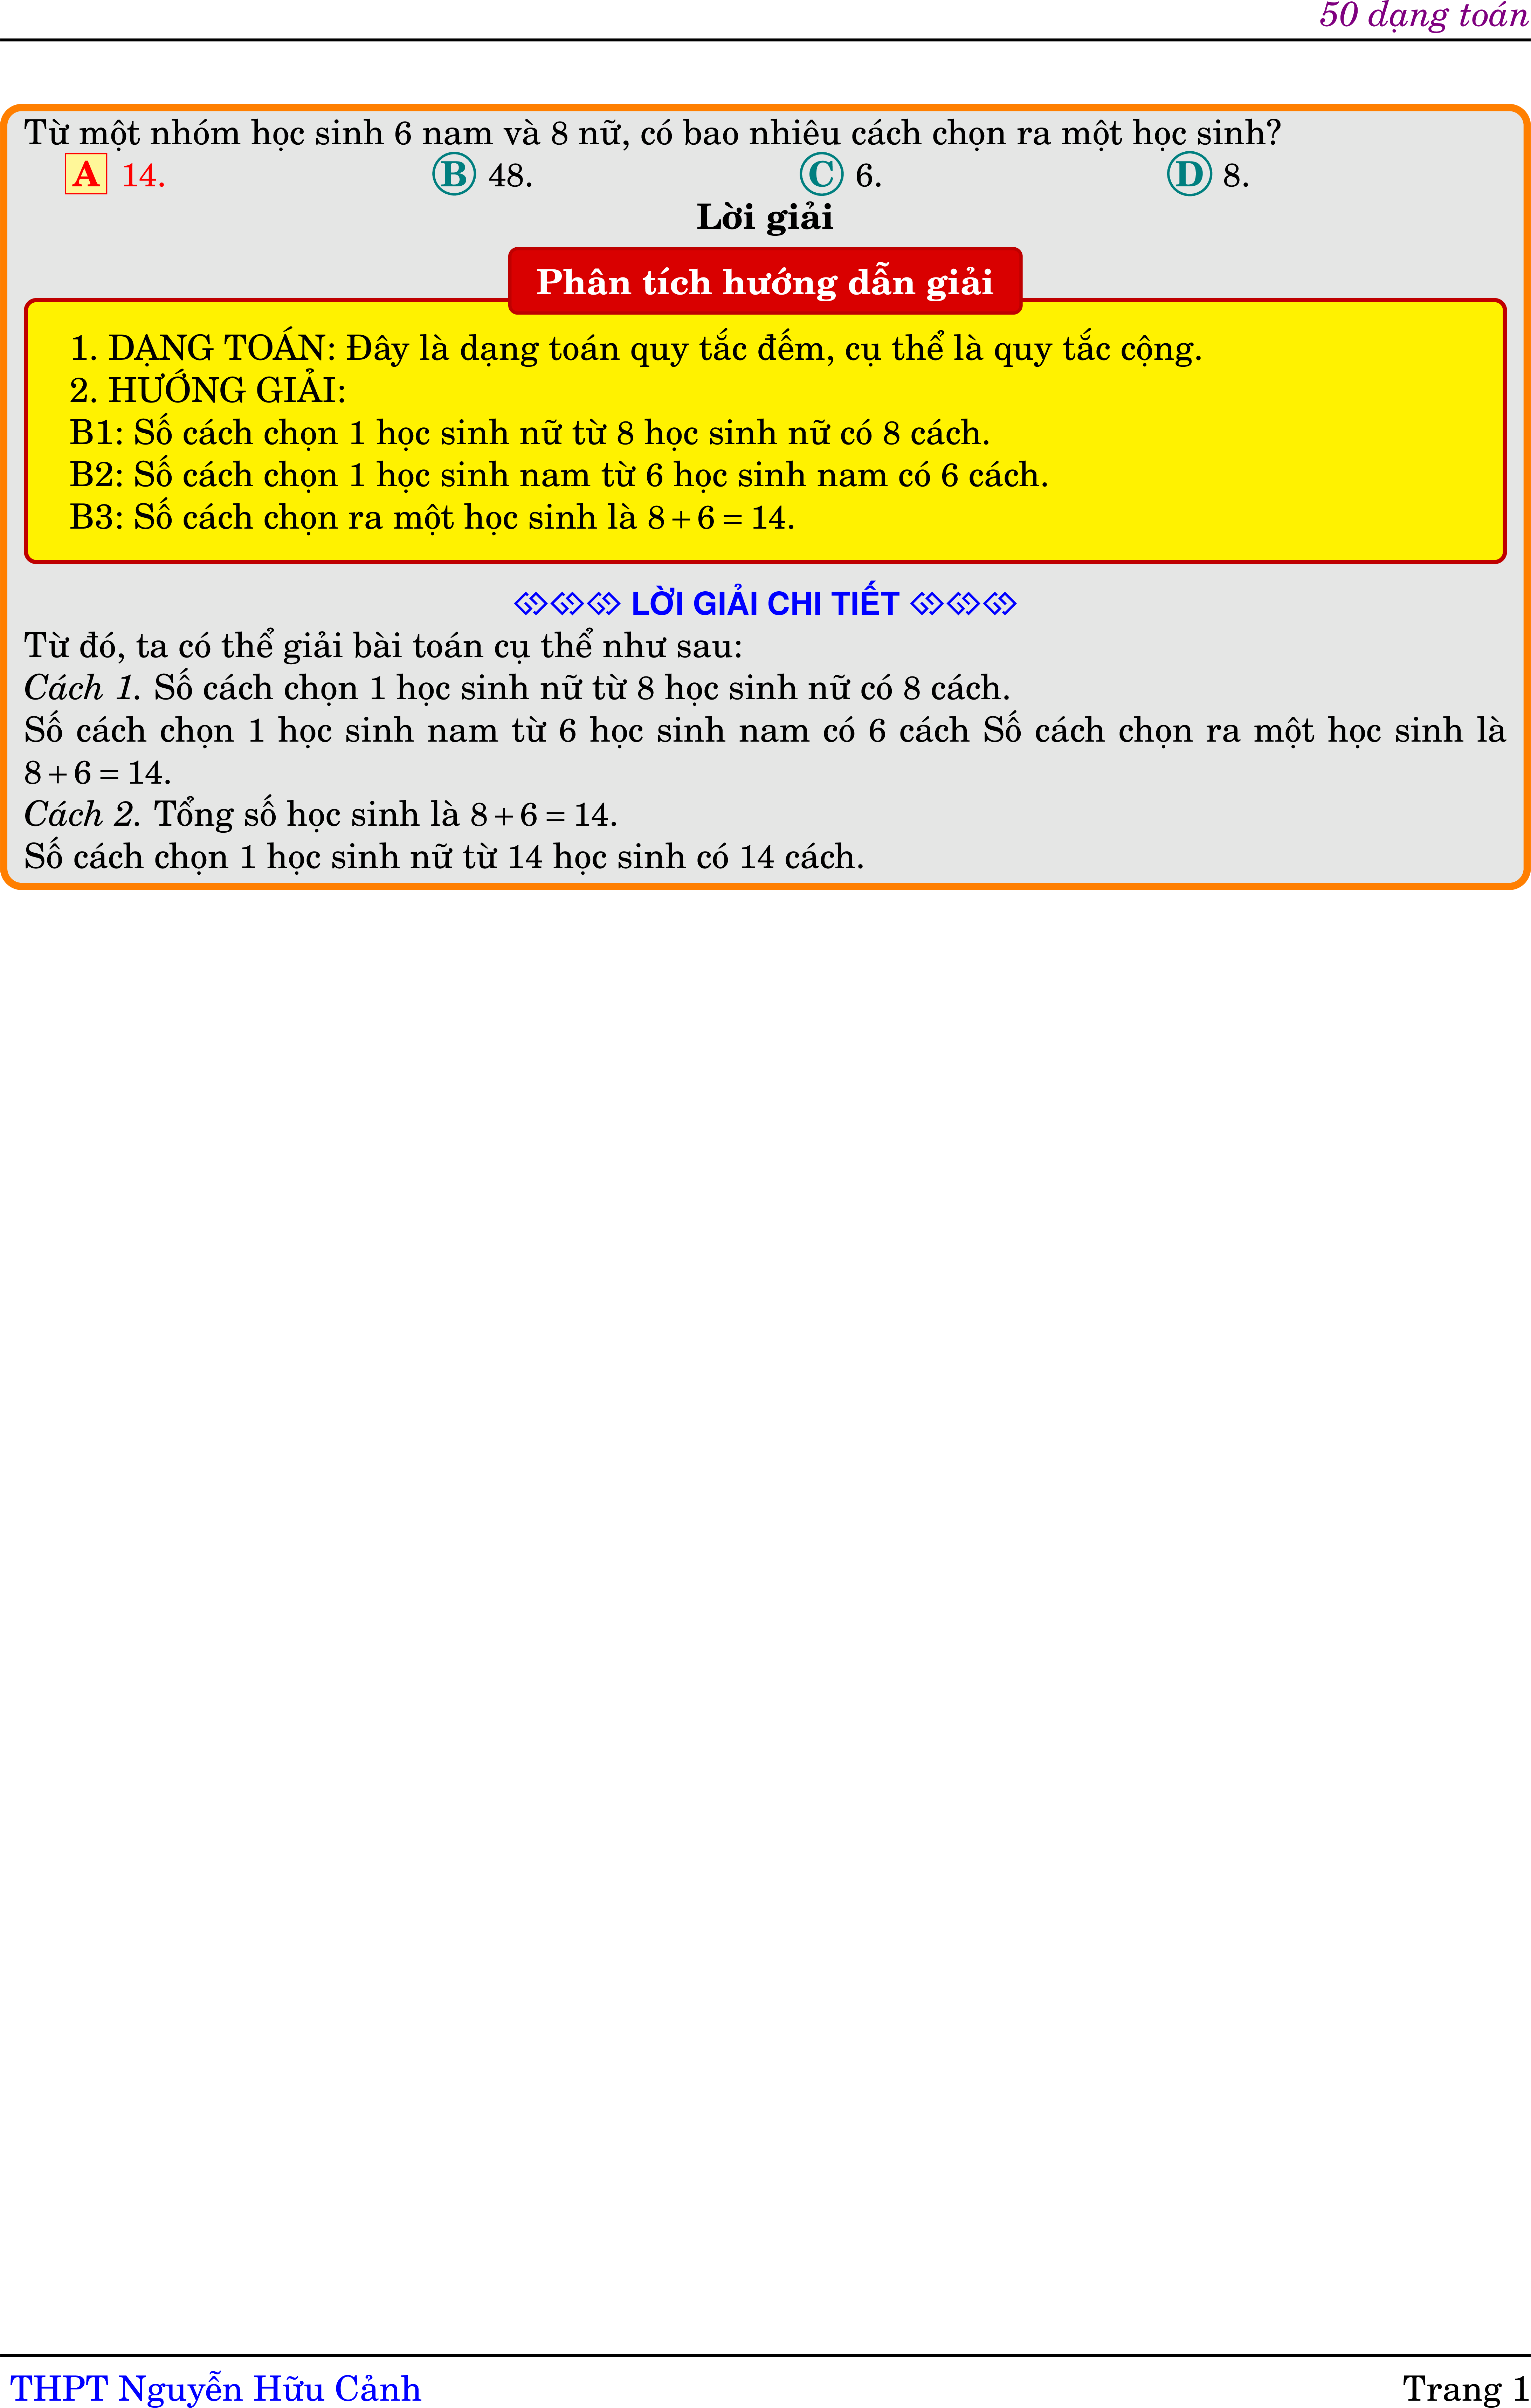 50 dạng toán
Từ một nhóm học sinh 6 nam và 8 nữ, có bao nhiêu cách chọn ra một học sinh?
A 14. B 48. C 6. D 8.
Lời giải
Phân tích hướng dẫn giải
1. DẠNG TOÁN: Đây là dạng toán quy tắc đếm, cụ thể là quy tắc cộng.
2. HƯỚNG GIẢI:
B1: Số cách chọn 1 học sinh nữ từ 8 học sinh nữ có 8 cách.
B2: Số cách chọn 1 học sinh nam từ 6 học sinh nam có 6 cách.
B3: Số cách chọn ra một học sinh là 8 + 6 = 14.
LỜI GIẢI CHI TIẾT
Từ đó, ta có thể giải bài toán cụ thể như sau:
Cách 1. Số cách chọn 1 học sinh nữ từ 8 học sinh nữ có 8 cách.
Số cách chọn 1 học sinh nam từ 6 học sinh nam có 6 cách Số cách chọn ra một học sinh là
8 + 6 = 14.
Cách 2. Tổng số học sinh là 8 + 6 = 14.
Số cách chọn 1 học sinh nữ từ 14 học sinh có 14 cách.
THPT Nguyễn Hữu Cảnh Trang 1